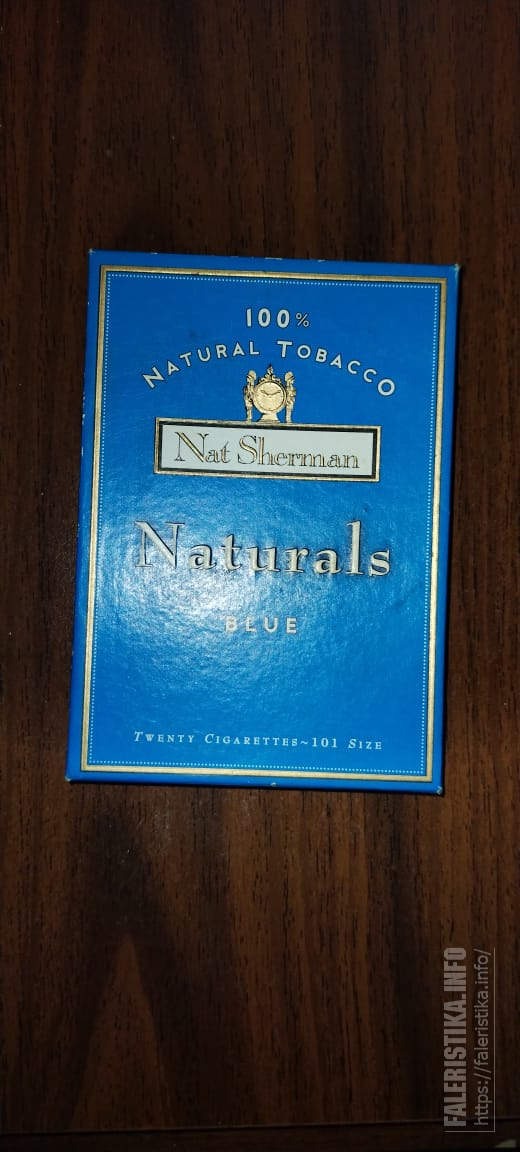 100%
NATURAL TOBACCO
Nat Sherman
Naturals
BLUE
TWENTY CIGARETTES~101 SIZE
FALERISTIKA.INFO
https://faleristika.info/